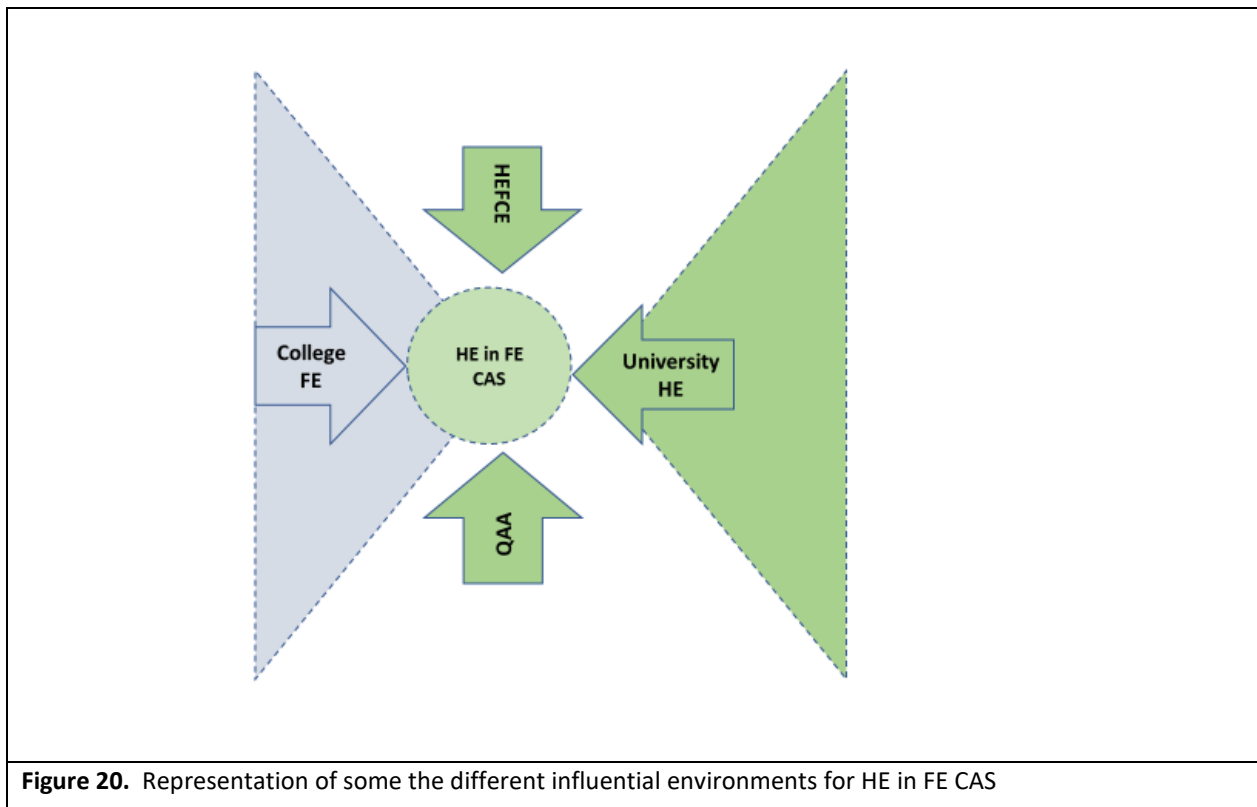 HEFCE
College
FE
HE in FE
CAS
University
HE
QAA
Figure 20. Representation of some the different influential environments for HE in FE CAS